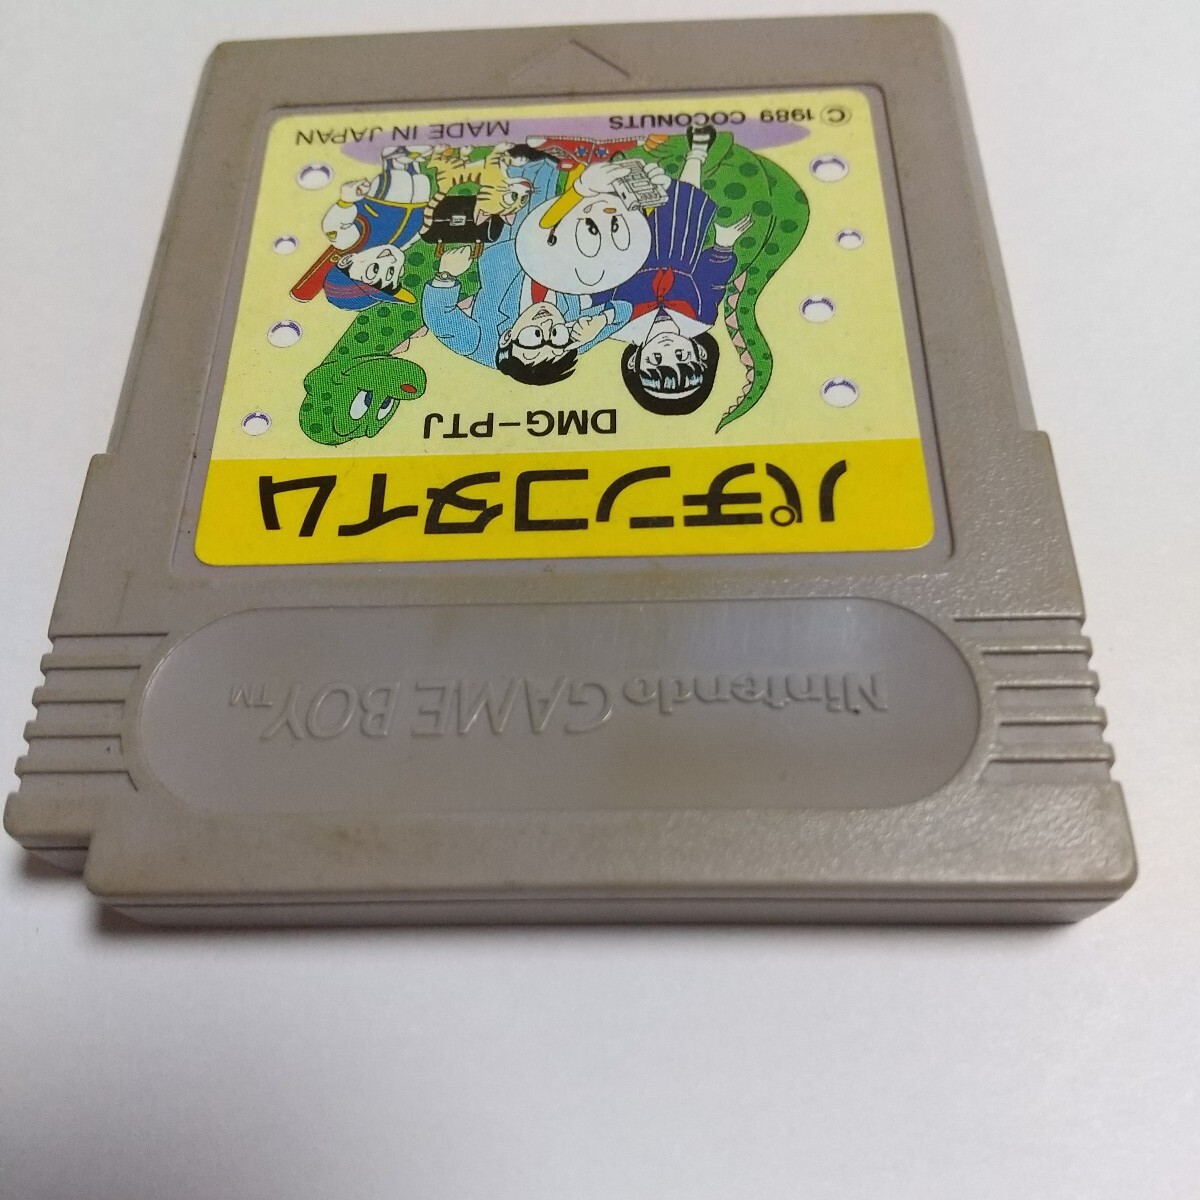 Nintendo GAME BOY™
パチンコタイム
DMG-PTJ
© 1989 COCONUTS MADE IN JAPAN